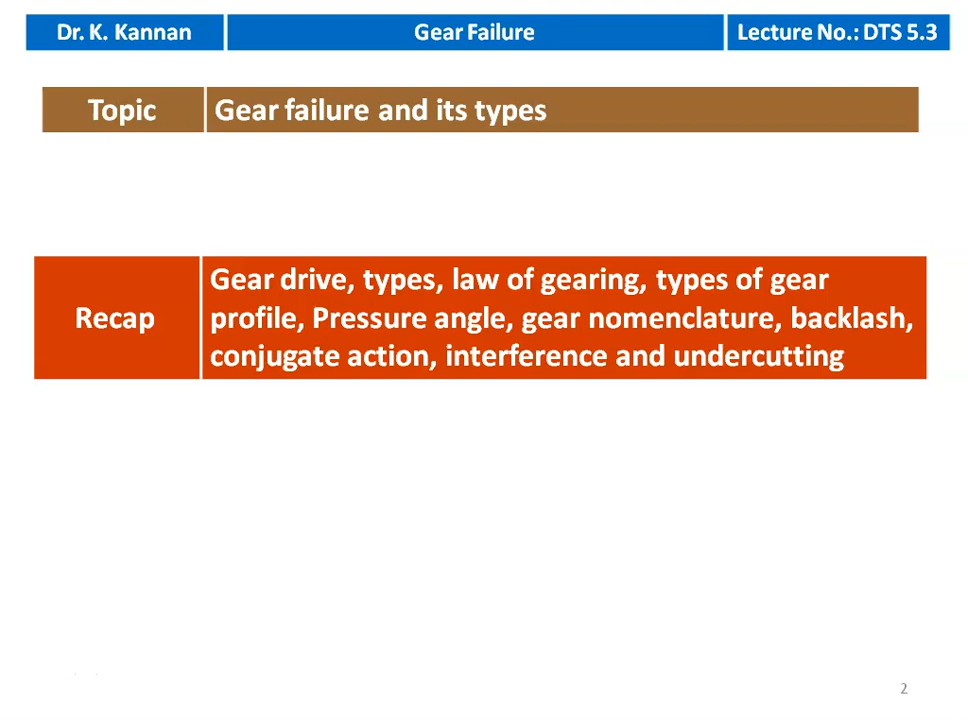 Dr. K. Kannan
Gear Failure
Lecture No.: DTS 5.3
Topic
Gear failure and its types
Recap
Gear drive, types, law of gearing, types of gear
profile, Pressure angle, gear nomenclature, backlash,
conjugate action, interference and undercutting
2